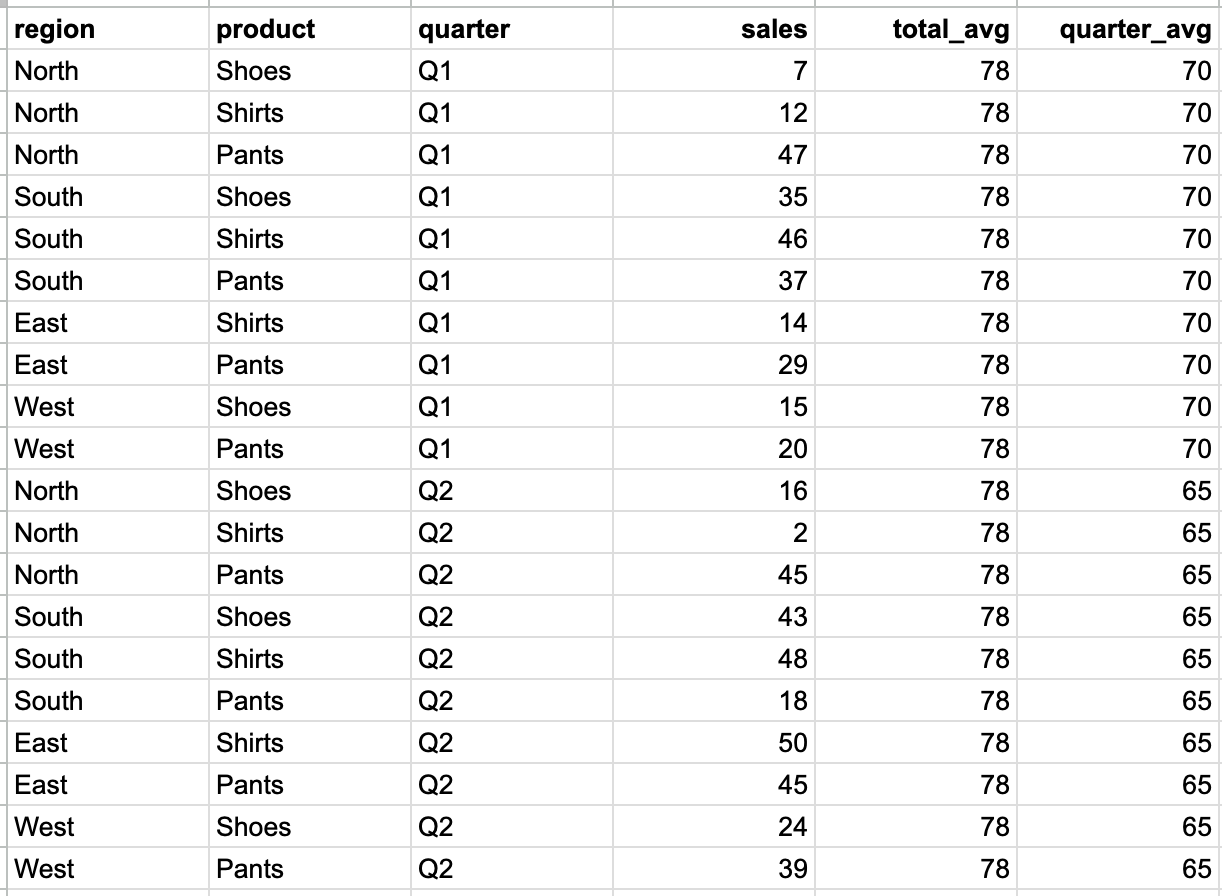 region product quarter sales total_avg quarter_avg
North Shoes Q1 7 78 70
North Shirts Q1 12 78 70
North Pants Q1 47 78 70
South Shoes Q1 35 78 70
South Shirts Q1 46 78 70
South Pants Q1 37 78 70
East Shirts Q1 14 78 70
East Pants Q1 29 78 70
West Shoes Q1 15 78 70
West Pants Q1 20 78 70
North Shoes Q2 16 78 65
North Shirts Q2 2 78 65
North Pants Q2 45 78 65
South Shoes Q2 43 78 65
South Shirts Q2 48 78 65
South Pants Q2 18 78 65
East Shirts Q2 50 78 65
East Pants Q2 45 78 65
West Shoes Q2 24 78 65
West Pants Q2 39 78 65